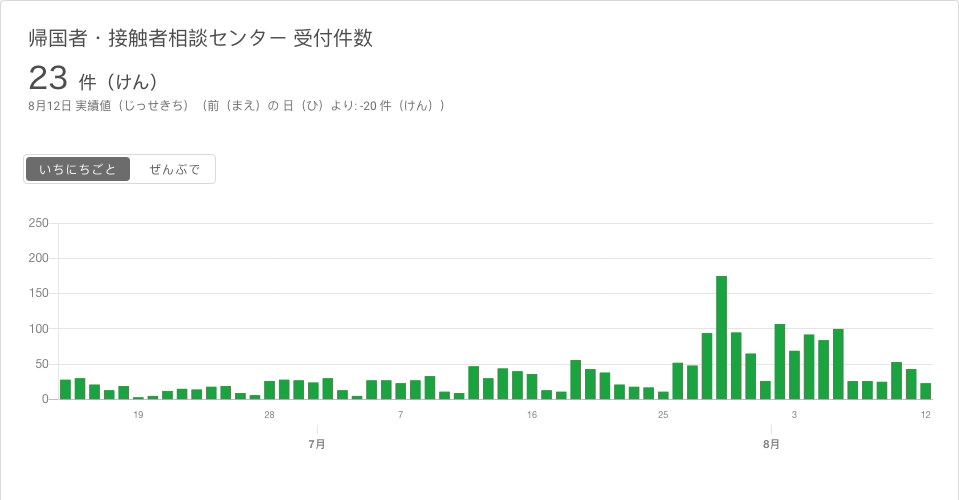 帰国者・接触者相談センター 受付件数
23 件（けん）
8月12日 実績値（じっせきち）（前（まえ）の 日（ひ）より: -20 件（けん））
いちにちごと ぜんぶで
250
200
150
100
50
0
19 28 7 16 25 3 12
7月 8月